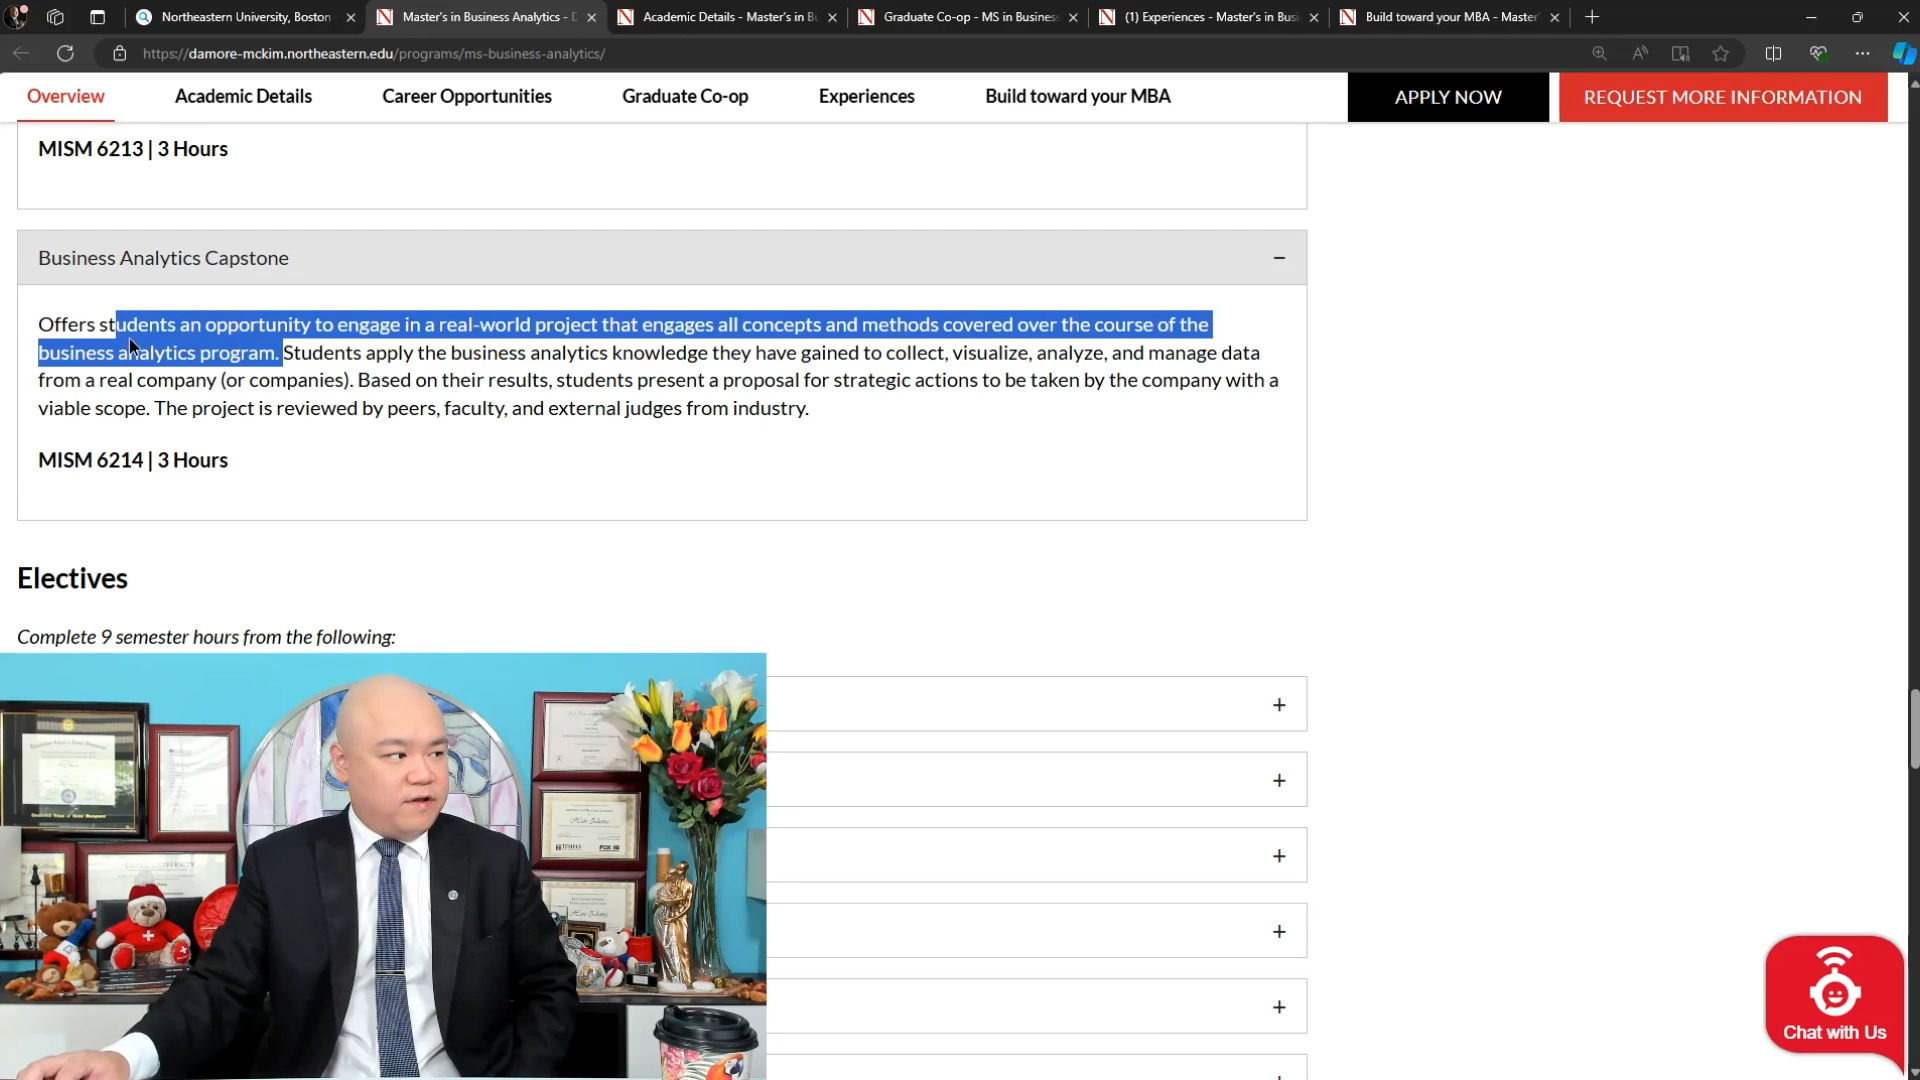 Northeastern University, Boston
Master's in Business Analytics - D
Academic Details - Master's in Bu
Graduate Co-op - MS in Business
(1) Experiences - Master's in Busi
Build toward your MBA - Master'
https://damore-mckim.northeastern.edu/programs/ms-business-analytics/
Overview
Academic Details
Career Opportunities
Graduate Co-op
Experiences
Build toward your MBA
APPLY NOW
REQUEST MORE INFORMATION
MISM 6213 | 3 Hours
Business Analytics Capstone
Offers students an opportunity to engage in a real-world project that engages all concepts and methods covered over the course of the
business analytics program. Students apply the business analytics knowledge they have gained to collect, visualize, analyze, and manage data
from a real company (or companies). Based on their results, students present a proposal for strategic actions to be taken by the company with a
viable scope. The project is reviewed by peers, faculty, and external judges from industry.
MISM 6214 | 3 Hours
Electives
Complete 9 semester hours from the following:
TEMPLE
FOX
Chat with Us